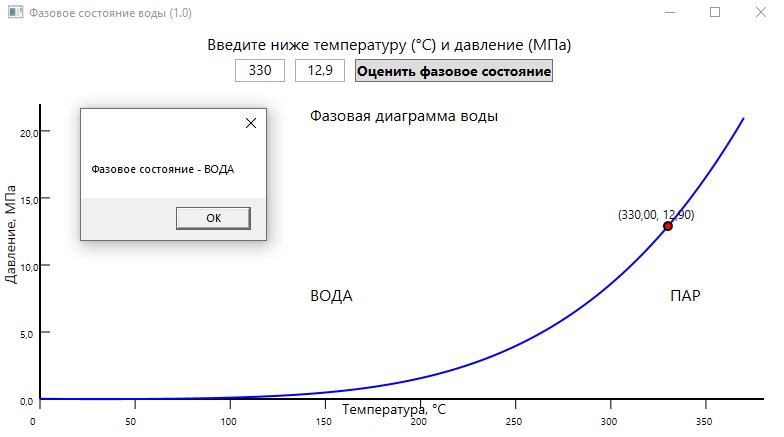 Фазовое состояние воды (1.0)
Введите ниже температуру (°C) и давление (МПа)
330 12,9 Оценить фазовое состояние
Фазовая диаграмма воды
Фазовое состояние - ВОДА
OK
Давление, МПа
20,0
15,0
5,0
0,0
(330,00, 12,90)
ВОДА ПАР
0 50 100 150 200 250 300 350
Температура, °C